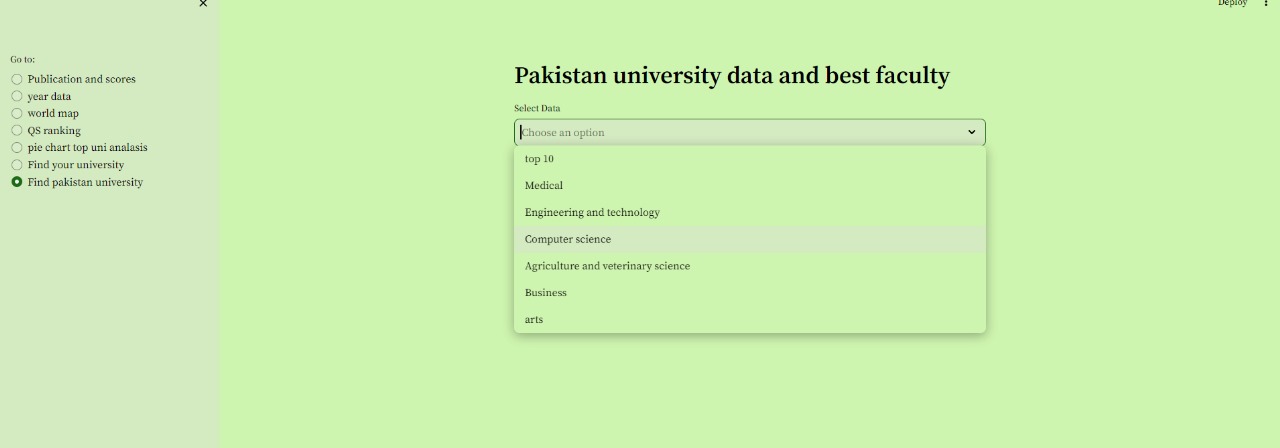 Deploy
Go to:
Publication and scores
year data
world map
QS ranking
pie chart top uni analasis
Find your university
Find pakistan university
Pakistan university data and best faculty
Select Data
Choose an option
top 10
Medical
Engineering and technology
Computer science
Agriculture and veterinary science
Business
arts